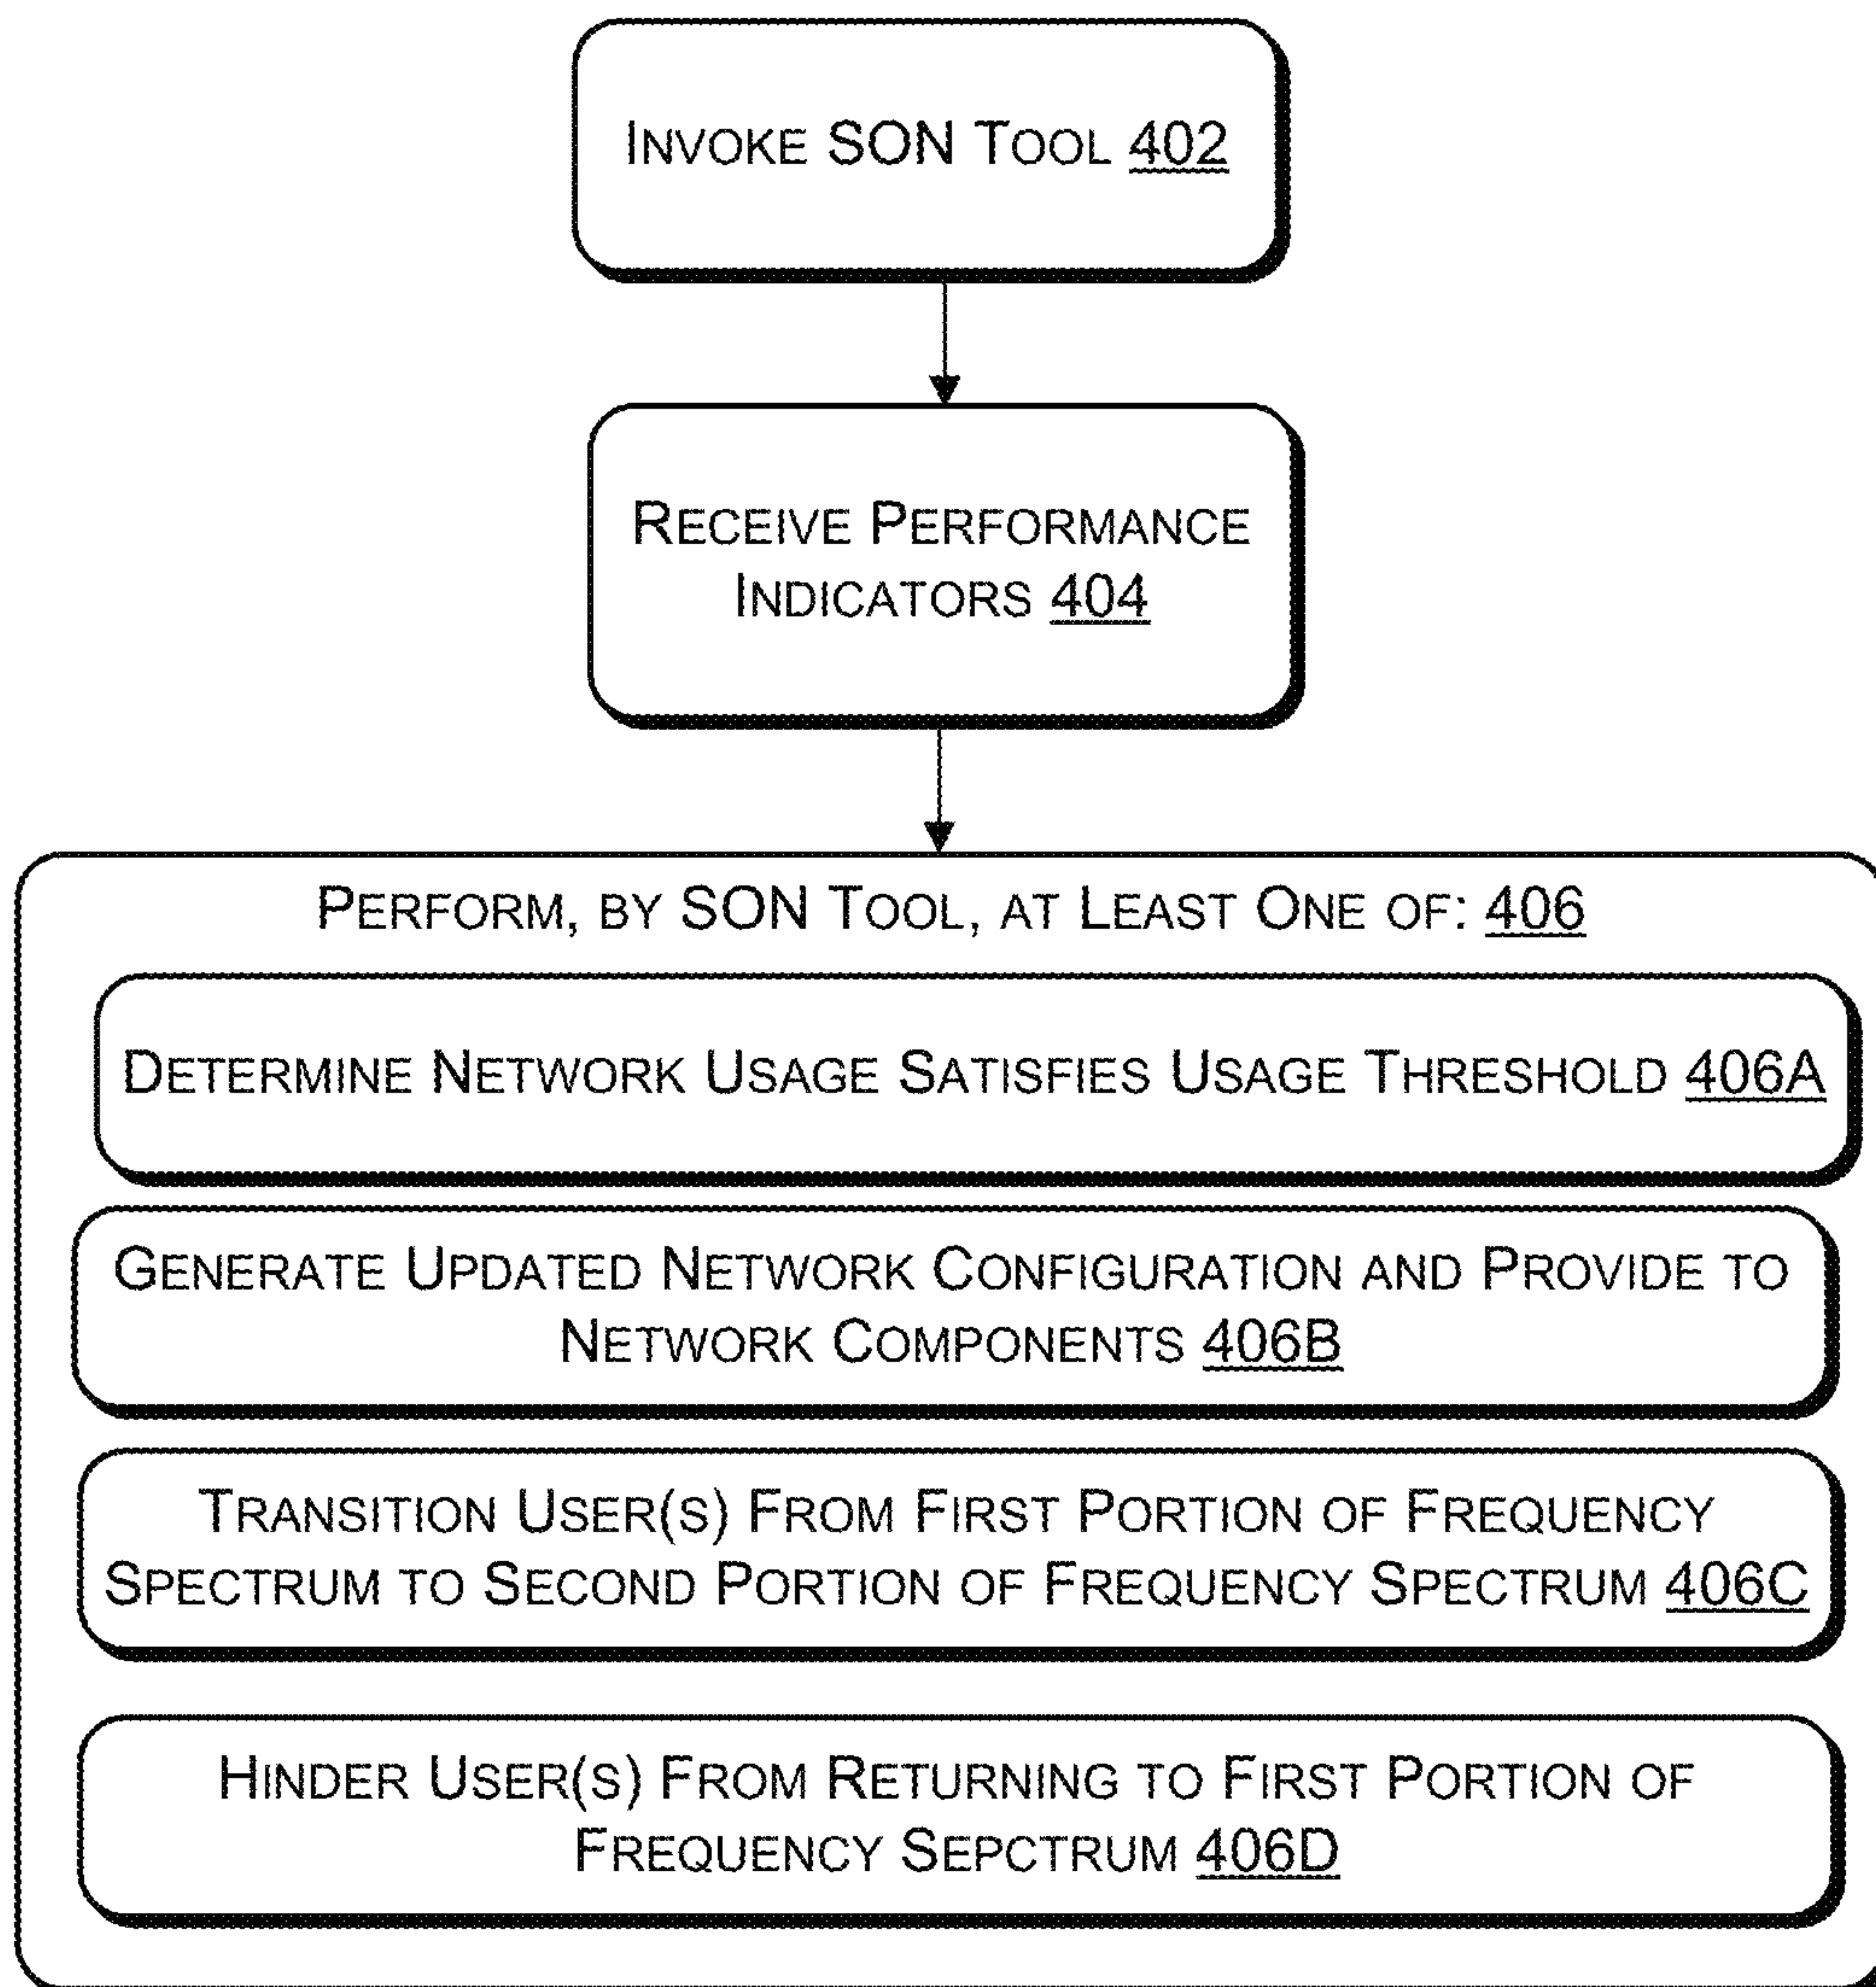 INVOKE SON TOOL 402
RECEIVE PERFORMANCE
INDICATORS 404
PERFORM, BY SON TOOL, AT LEAST ONE OF: 406
DETERMINE NETWORK USAGE SATISFIES USAGE THRESHOLD 406A
GENERATE UPDATED NETWORK CONFIGURATION AND PROVIDE TO
NETWORK COMPONENTS 406B
TRANSITION USER(S) FROM FIRST PORTION OF FREQUENCY
SPECTRUM TO SECOND PORTION OF FREQUENCY SPECTRUM 406C
HINDER USER(S) FROM RETURNING TO FIRST PORTION OF
FREQUENCY SEPCTRUM 406D